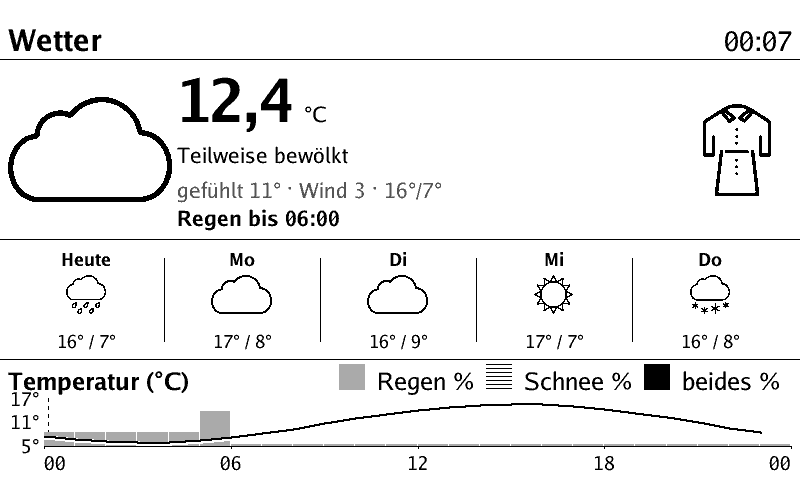 Wetter 00:07
12,4 °C
Teilweise bewölkt
gefühlt 11° · Wind 3 · 16°/7°
Regen bis 06:00
Heute Mo Di Mi Do
16° / 7° 17° / 8° 16° / 9° 17° / 7° 16° / 8°
Temperatur (°C) Regen % Schnee % beides %
17°
11°
5°
00 06 12 18 00